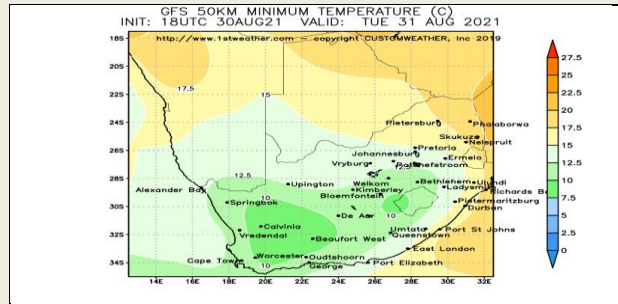 GFS 50KM MINIMUM TEMPERATURE (C)
INIT: 18UTC 30AUG21 VALID: TUE 31 AUG 2021
http://www.1stweather.com — copyright CUSTOMWEATHER, Inc 2019
18S
20S
22S
24S
26S
28S
30S
32S
34S
17.5
15
Pietersburg
Phalaborwa
Skukuza
Nelspruit
Pretoria
Johannesburg
Ermelo
Vryburg
12.5
Welkom
Bethlehem
Ulundi
Alexander Bay
Upington
Kimberley
Ladysmith
Richards
Bloemfontein
10
Springbok
10
Pietermaritzburg
Durban
De Aar
Calvinia
Umtata
Port St Johns
Vredendal
Beaufort West
Queenstown
East London
Cape Town
Worcester
Oudtshoorn
10
George
Port Elizabeth
14E 16E 18E 20E 22E 24E 26E 28E 30E 32E
27.5
25
22.5
20
17.5
15
12.5
10
7.5
5
2.5
0